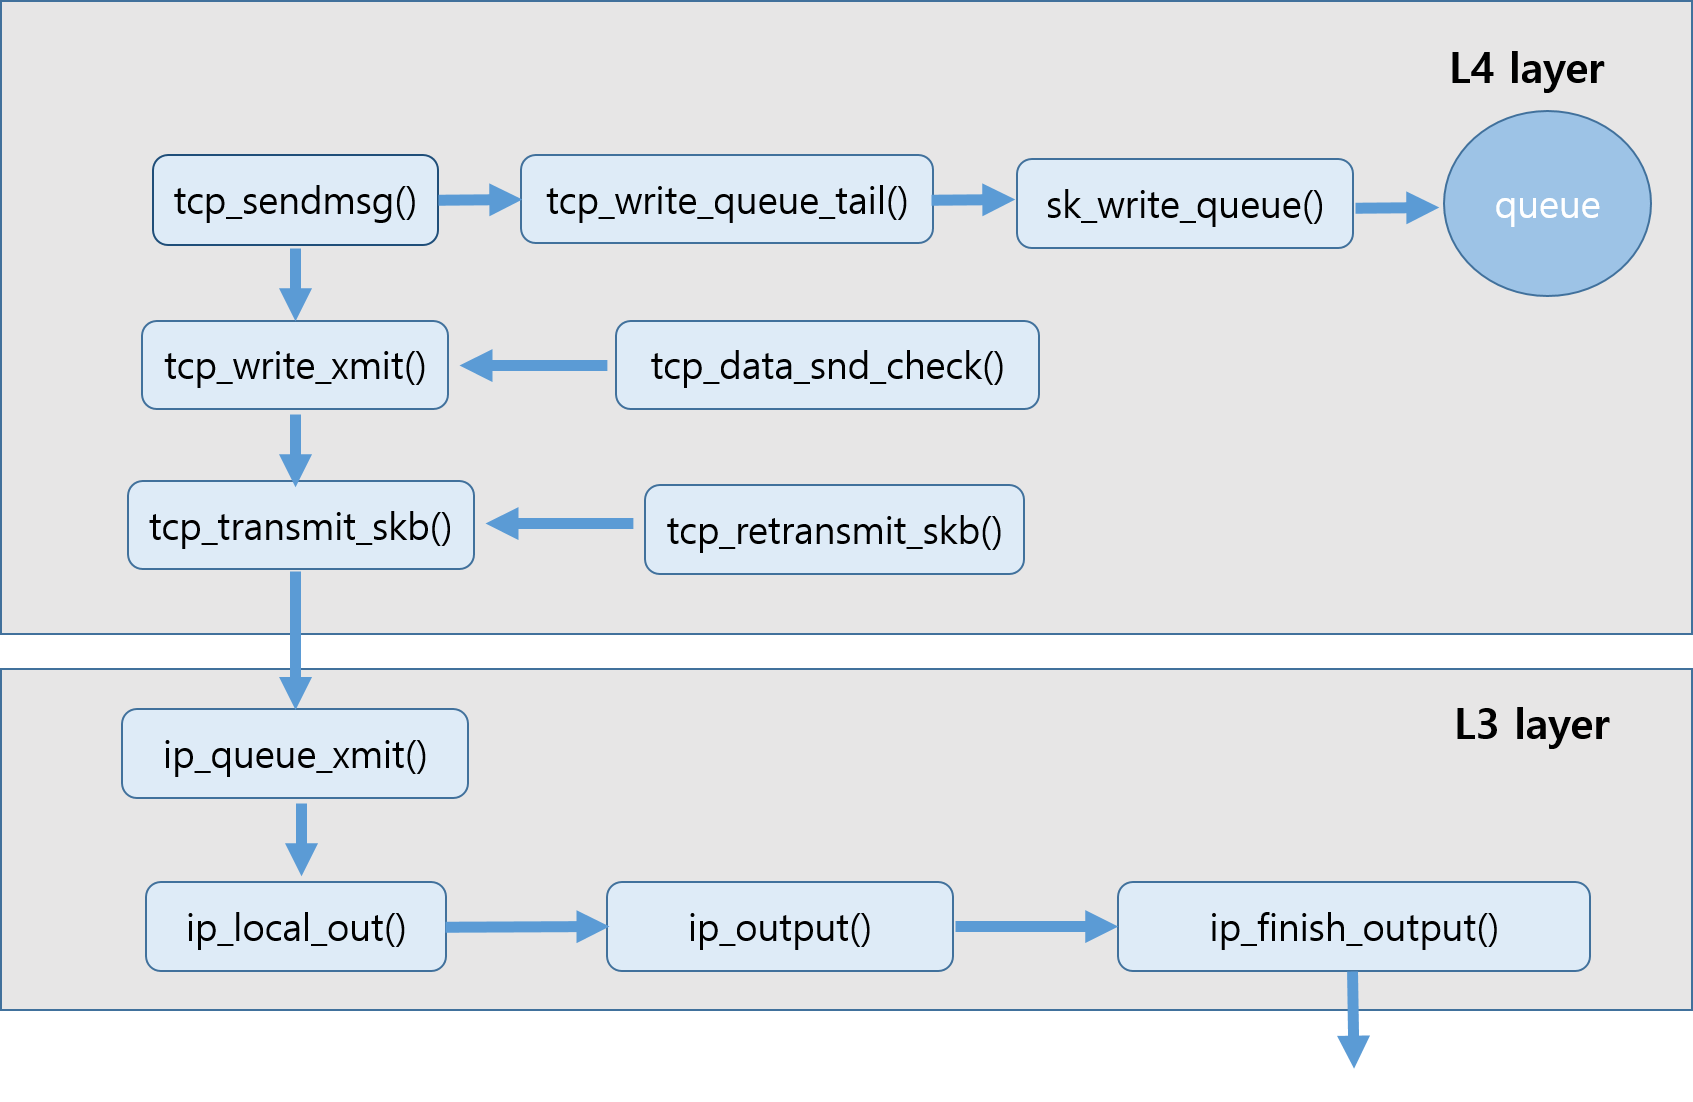 L4 layer
tcp_sendmsg()
tcp_write_queue_tail()
sk_write_queue()
queue
tcp_write_xmit()
tcp_data_snd_check()
tcp_transmit_skb()
tcp_retransmit_skb()
L3 layer
ip_queue_xmit()
ip_local_out()
ip_output()
ip_finish_output()